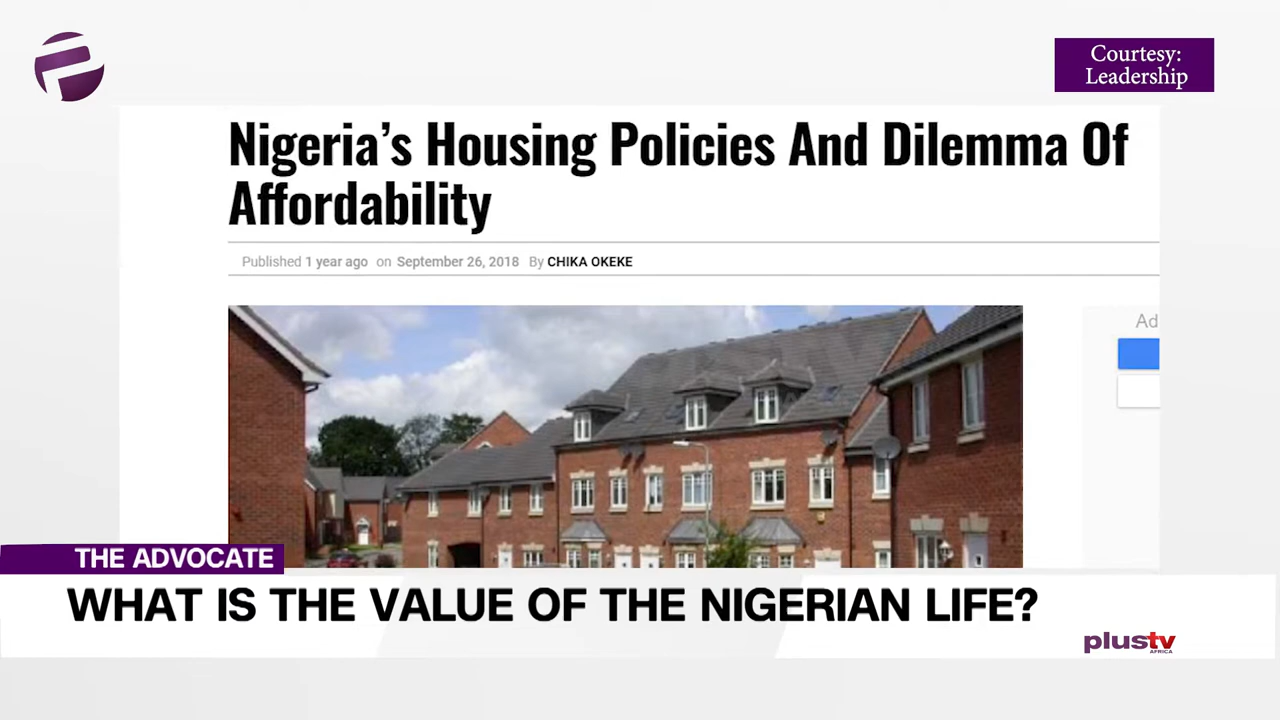 Courtesy:
Leadership
Nigeria's Housing Policies And Dilemma Of
Affordability
Published 1 year ago on September 26, 2018 By CHIKA OKEKE
Ad
THE ADVOCATE
WHAT IS THE VALUE OF THE NIGERIAN LIFE?
plustv
AFRICA